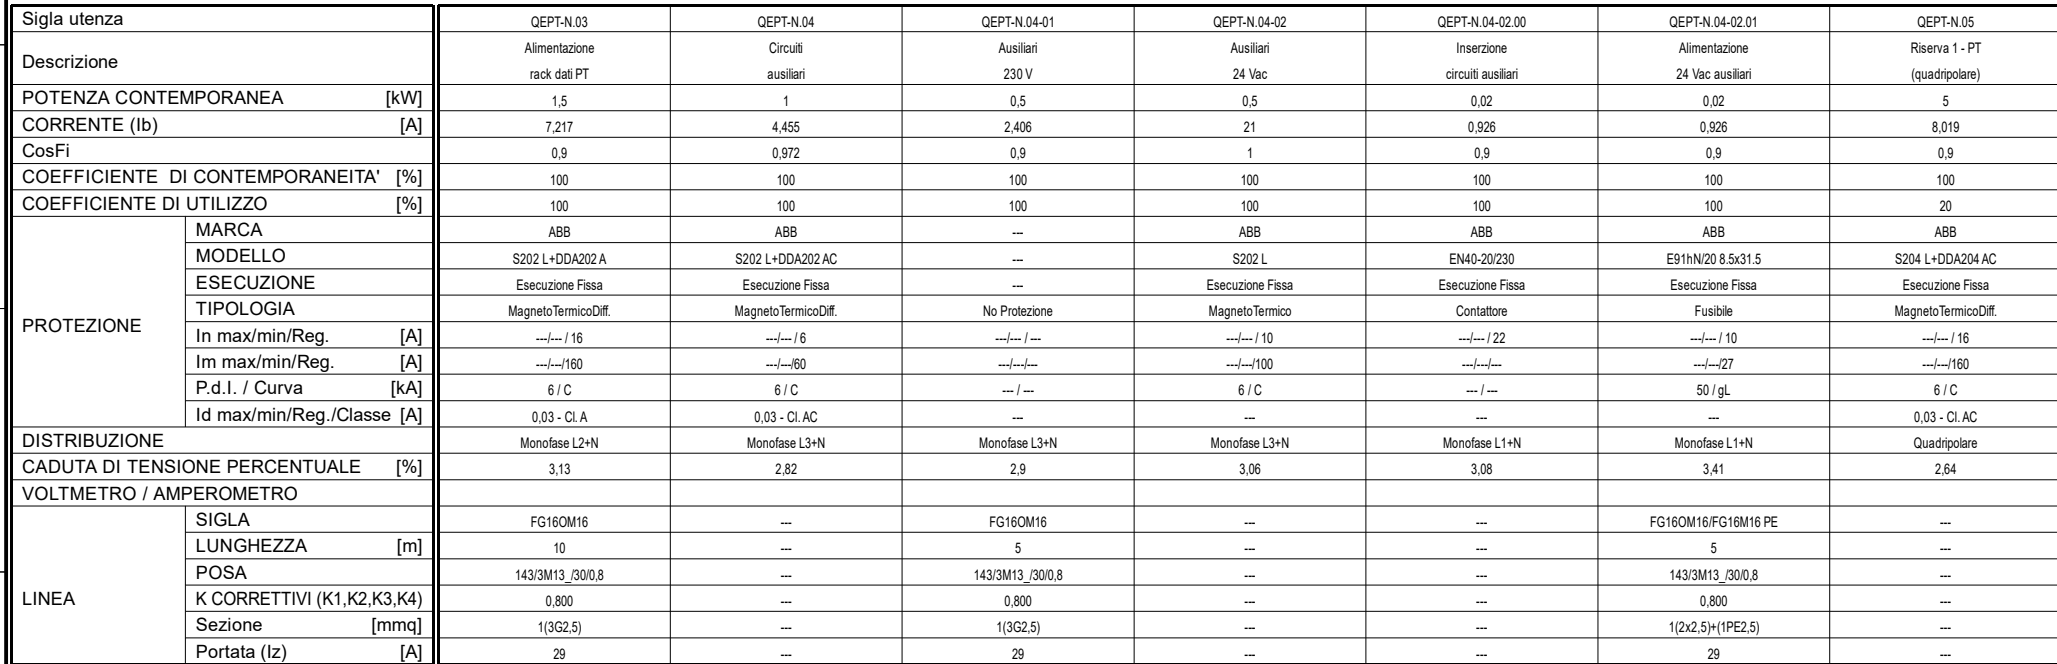 Sigla utenza QEPT-N.03 QEPT-N.04 QEPT-N.04-01 QEPT-N.04-02 QEPT-N.04-02.00 QEPT-N.04-02.01 QEPT-N.05
Descrizione Alimentazione Circuiti Ausiliari Ausiliari Inserzione Alimentazione Riserva 1 - PT
rack dati PT ausiliari 230 V 24 Vac circuiti ausiliari 24 Vac ausiliari (quadripolare)
POTENZA CONTEMPORANEA [kW] 1,5 1 0,5 0,5 0,02 0,02 5
CORRENTE (Ib) [A] 7,217 4,455 2,406 21 0,926 0,926 8,019
CosFi 0,9 0,972 0,9 1 0,9 0,9 0,9
COEFFICIENTE DI CONTEMPORANEITA' [%] 100 100 100 100 100 100 100
COEFFICIENTE DI UTILIZZO [%] 100 100 100 100 100 100 20
PROTEZIONE
MARCA ABB ABB --- ABB ABB ABB ABB
MODELLO S202 L+DDA202 A S202 L+DDA202 AC --- S202 L EN40-20/230 E91hN/20 8.5x31.5 S204 L+DDA204 AC
ESECUZIONE Esecuzione Fissa Esecuzione Fissa --- Esecuzione Fissa Esecuzione Fissa Esecuzione Fissa Esecuzione Fissa
TIPOLOGIA MagnetoTermicoDiff. MagnetoTermicoDiff. No Protezione MagnetoTermico Contattore Fusibile MagnetoTermicoDiff.
In max/min/Reg. [A] ---/--- / 16 ---/--- / 6 ---/--- / --- ---/--- / 10 ---/--- / 22 ---/--- / 10 ---/--- / 16
Im max/min/Reg. [A] ---/---/160 ---/---/60 ---/---/--- ---/---/100 ---/---/--- ---/---/27 ---/---/160
P.d.I. / Curva [kA] 6 / C 6 / C --- / --- 6 / C --- / --- 50 / gL 6 / C
Id max/min/Reg./Classe [A] 0,03 - Cl. A 0,03 - Cl. AC --- --- --- --- 0,03 - Cl. AC
DISTRIBUZIONE Monofase L2+N Monofase L3+N Monofase L3+N Monofase L3+N Monofase L1+N Monofase L1+N Quadripolare
CADUTA DI TENSIONE PERCENTUALE [%] 3,13 2,82 2,9 3,06 3,08 3,41 2,64
VOLTMETRO / AMPEROMETRO
LINEA
SIGLA FG16OM16 --- FG16OM16 --- --- FG16OM16/FG16M16 PE ---
LUNGHEZZA [m] 10 --- 5 --- --- 5 ---
POSA 143/3M13_/30/0,8 --- 143/3M13_/30/0,8 --- --- 143/3M13_/30/0,8 ---
K CORRETTIVI (K1,K2,K3,K4) 0,800 --- 0,800 --- --- 0,800 ---
Sezione [mmq] 1(3G2,5) --- 1(3G2,5) --- --- 1(2x2,5)+(1PE2,5) ---
Portata (Iz) [A] 29 --- 29 --- --- 29 ---